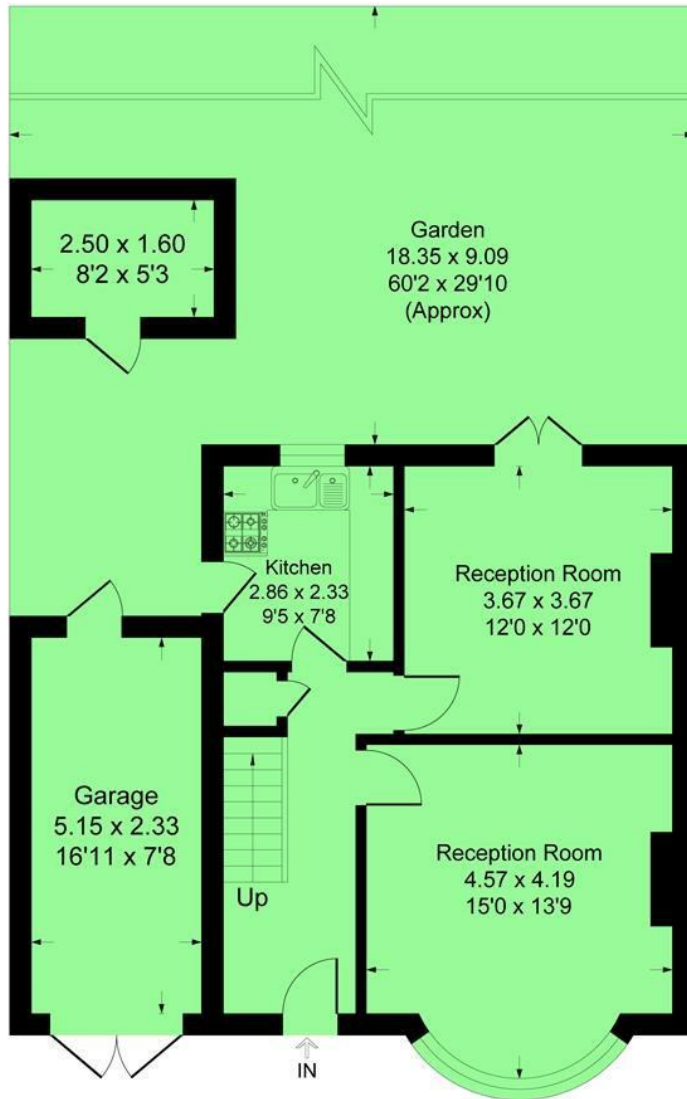 Garden
18.35 x 9.09
60'2 x 29'10
(Approx)
2.50 x 1.60
8'2 x 5'3
Kitchen
2.86 x 2.33
9'5 x 7'8
Reception Room
3.67 x 3.67
12'0 x 12'0
Garage
5.15 x 2.33
16'11 x 7'8
Up
Reception Room
4.57 x 4.19
15'0 x 13'9
IN